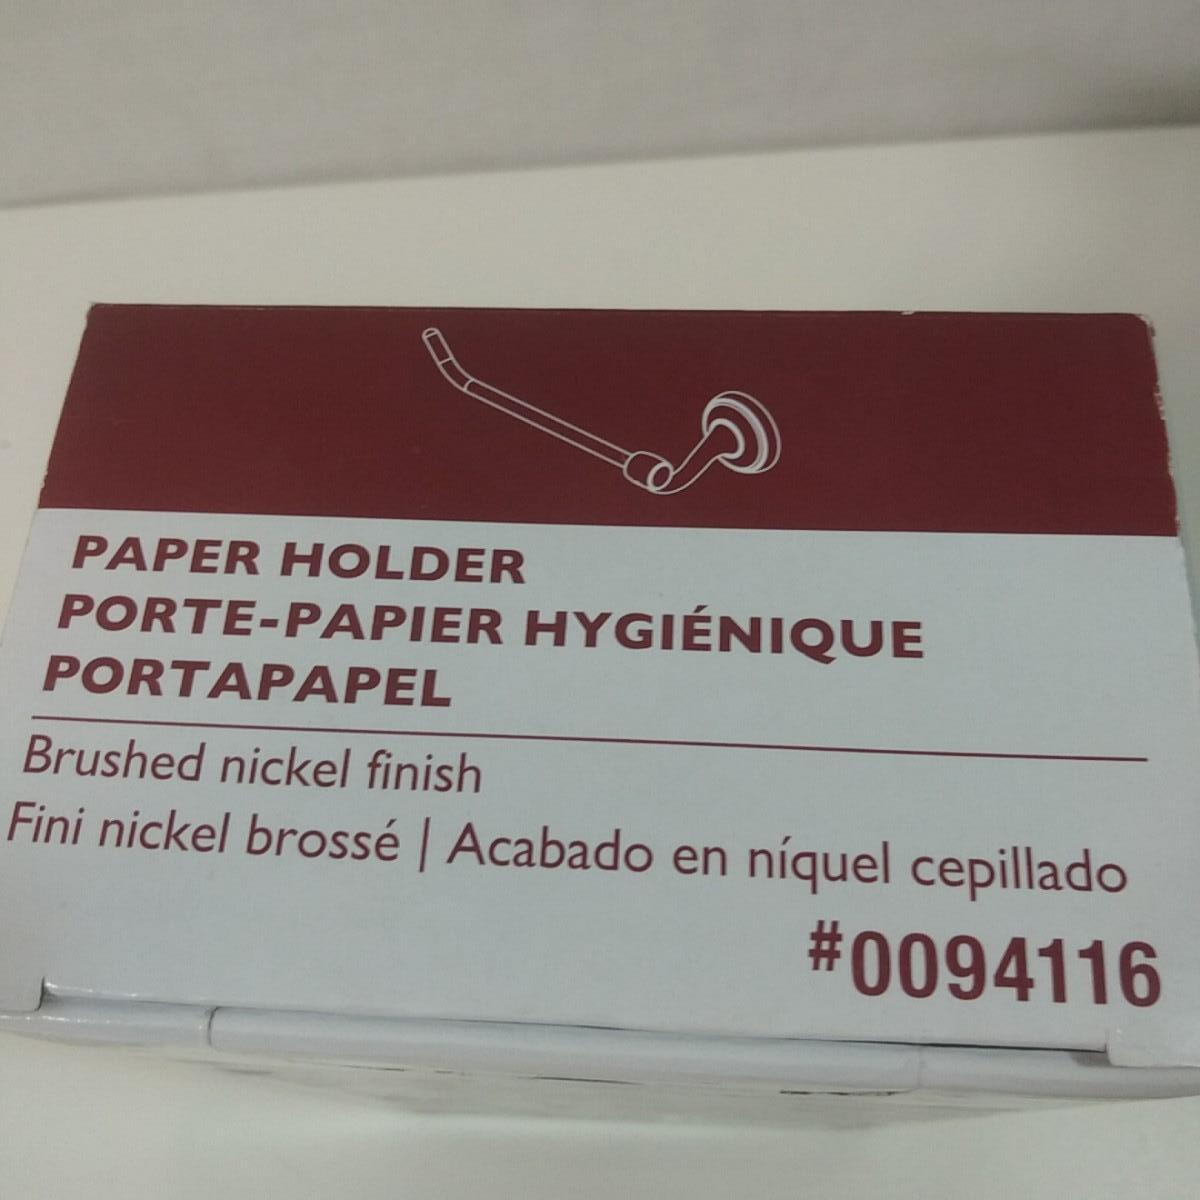 PAPER HOLDER
PORTE-PAPIER HYGIÉNIQUE
PORTAPAPEL
Brushed nickel finish
Fini nickel brossé | Acabado en níquel cepillado
#0094116